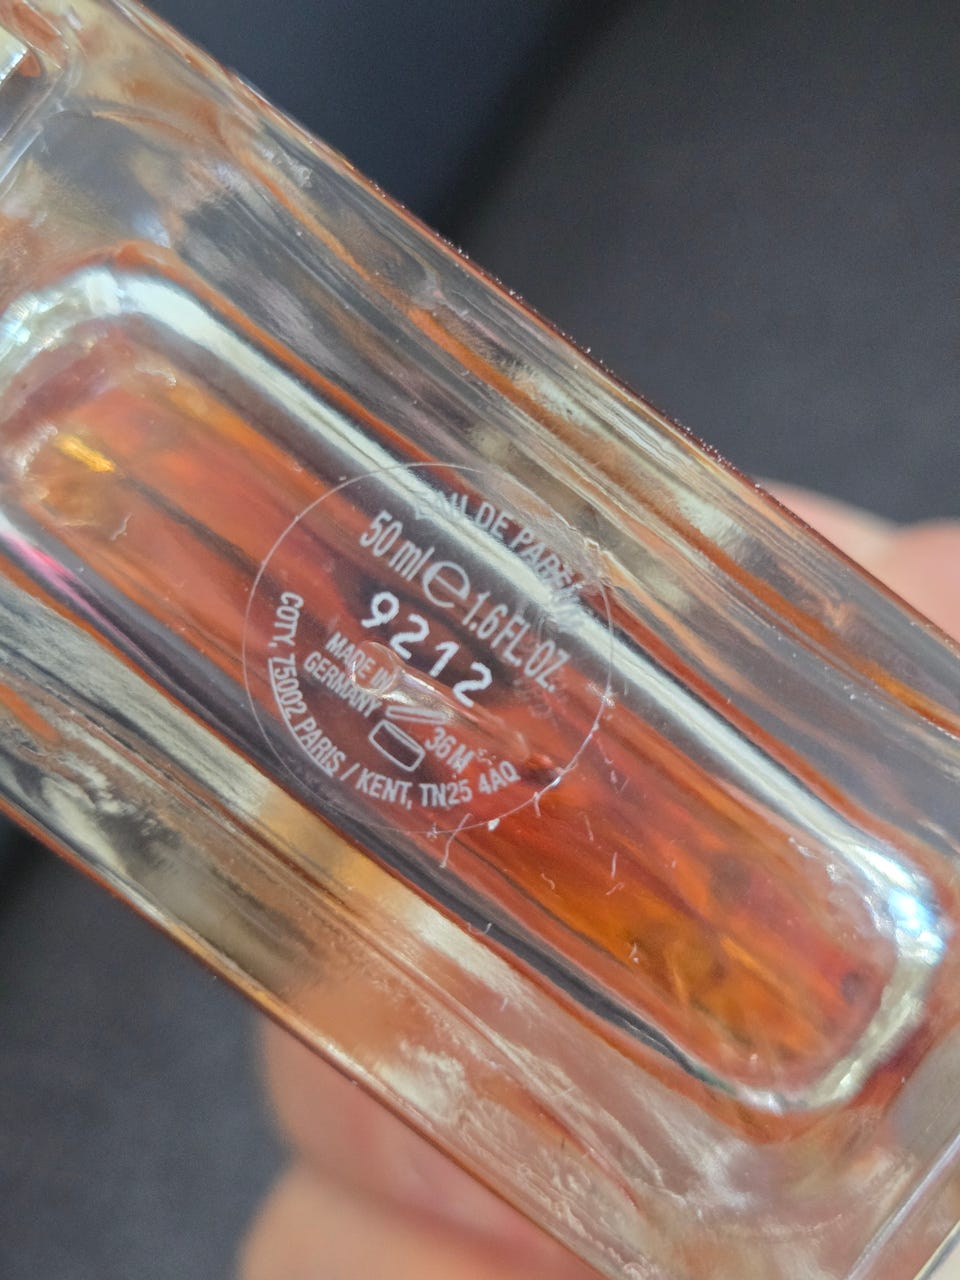 EAU DE PARFUM
50 ml e 1.6 FL. OZ.
9212
MADE IN
GERMANY
36M
COTY, 75002 PARIS / KENT, TN25 4AQ